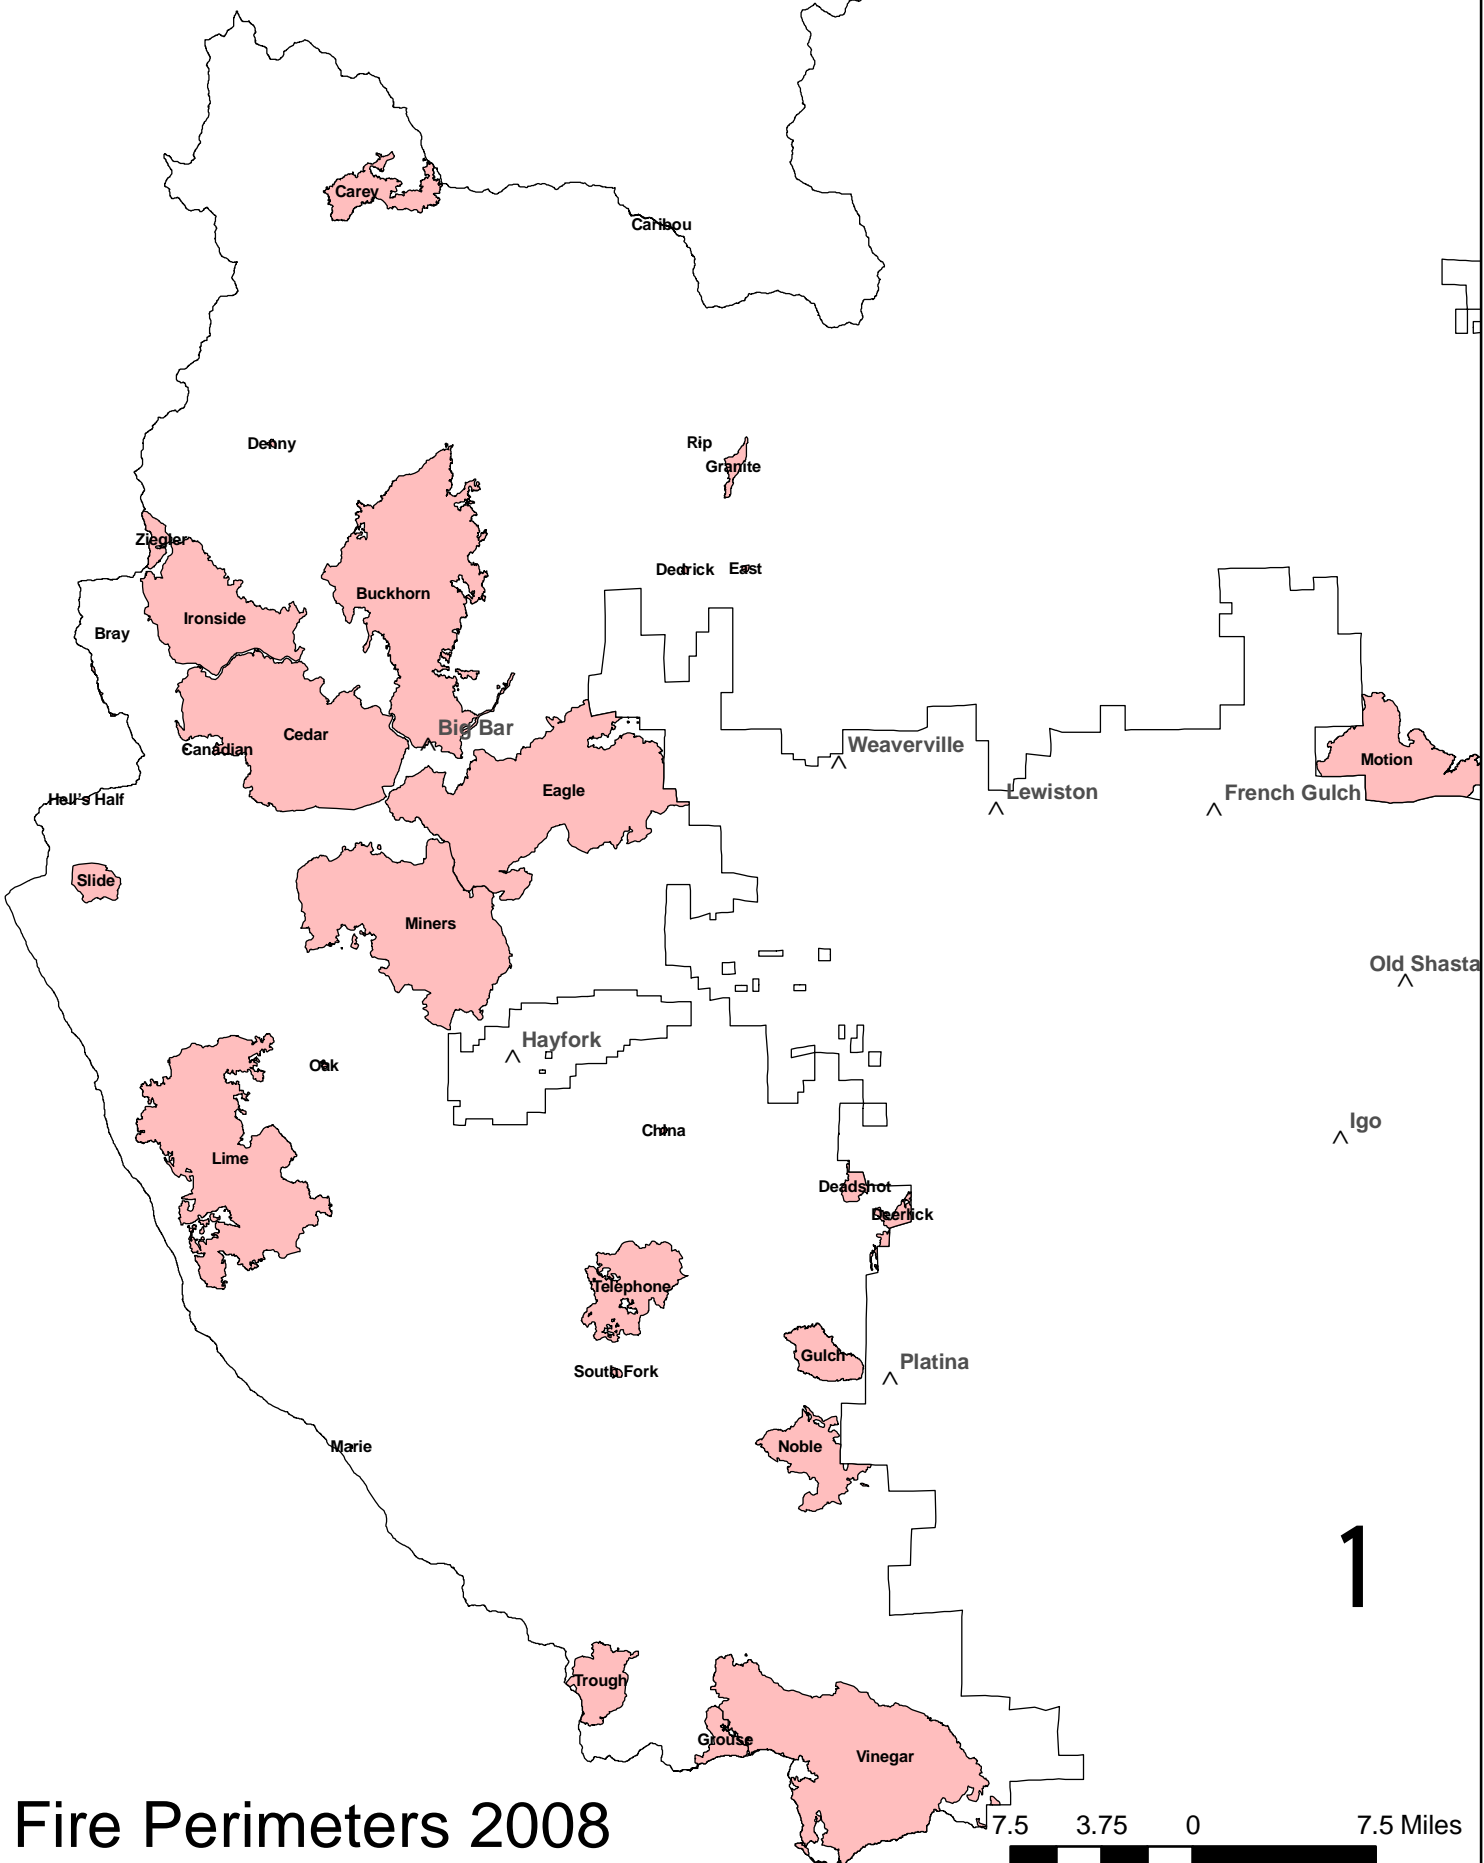 Carey
Caribou
Denny
Rip
Granite
Ziegler
Dedrick
East
Buckhorn
Ironside
Bray
Big Bar
Cedar
Canadian
Weaverville
Motion
Eagle
Lewiston
French Gulch
Hell's Half
Slide
Miners
Old Shasta
Hayfork
Oak
Igo
China
Lime
Deadshot
Deerlick
Telephone
Gulch
Platina
South Fork
Marie
Noble
1
Trough
Grouse
Vinegar
Fire Perimeters 2008
7.5 3.75 0 7.5 Miles